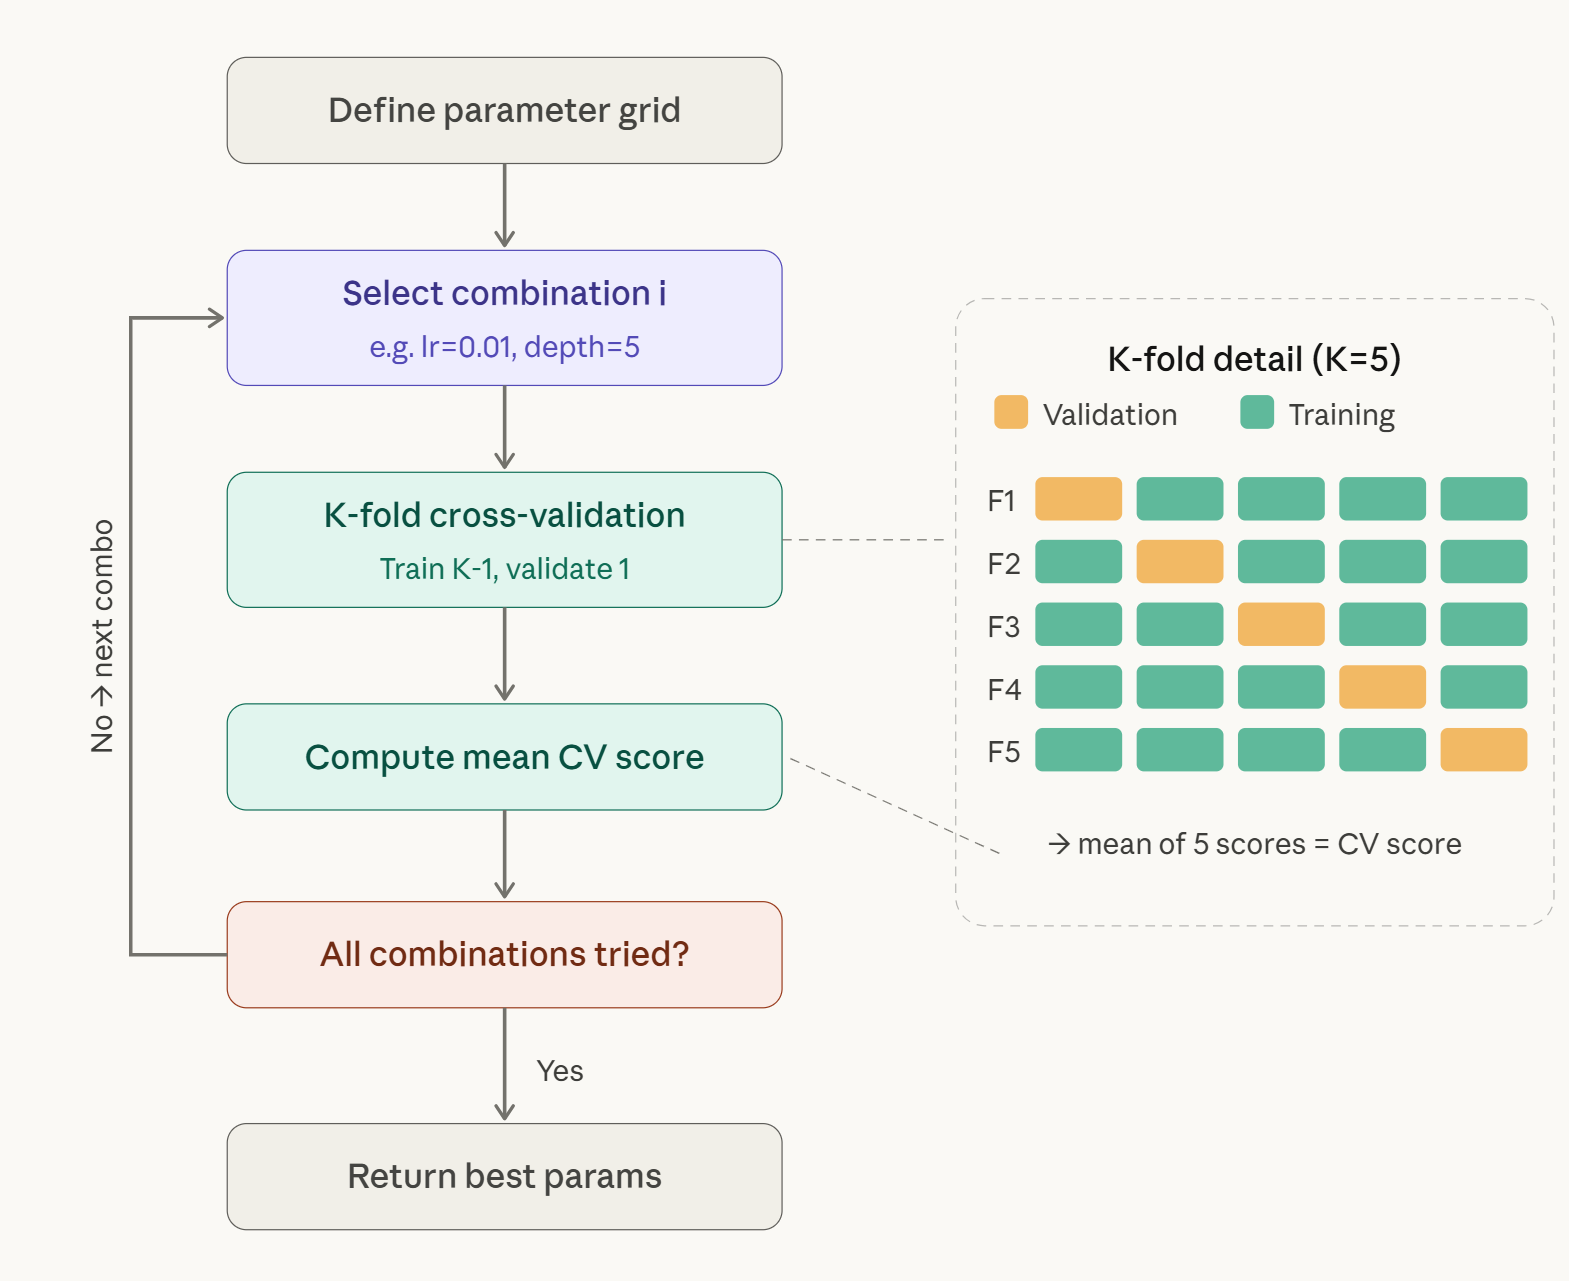 Define parameter grid
Select combination i
e.g. lr=0.01, depth=5
K-fold cross-validation
Train K-1, validate 1
Compute mean CV score
All combinations tried?
No → next combo
Yes
Return best params
K-fold detail (K=5)
Validation
Training
F1
F2
F3
F4
F5
→ mean of 5 scores = CV score